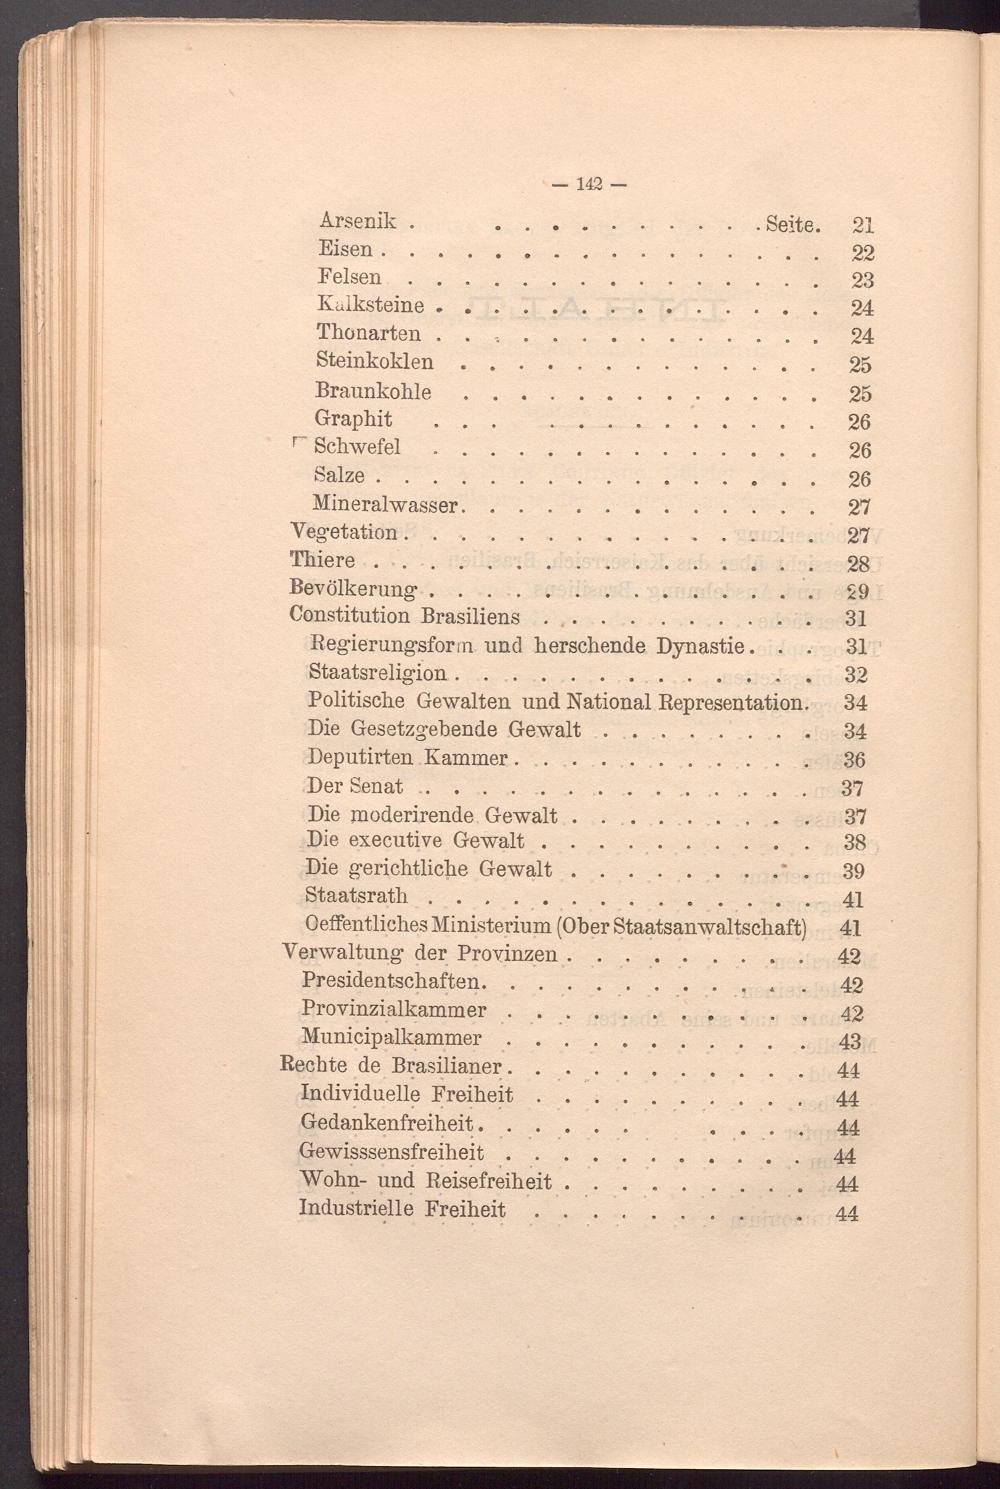 — 142 —
Arsenik . . . . . . . . . . . Seite. 21
Eisen . . . . . . . . . . . . . . . . 22
Felsen . . . . . . . . . . . . . . . 23
Kalksteine . . . . . . . . . . . . . . 24
Thonarten . . . . . . . . . . . . . . 24
Steinkoklen . . . . . . . . . . . . . 25
Braunkohle . . . . . . . . . . . . . 25
Graphit . . . . . . . . . . . . . 26
Schwefel . . . . . . . . . . . . . . 26
Salze . . . . . . . . . . . . . . . . 26
Mineralwasser. . . . . . . . . . . . . 27
Vegetation . . . . . . . . . . . . . . . 27
Thiere . . . . . . . . . . . . . . . . 28
Bevölkerung . . . . . . . . . . . . . . 29
Constitution Brasiliens . . . . . . . . . . 31
Regierungsform und herschende Dynastie . . . 31
Staatsreligion . . . . . . . . . . . . . 32
Politische Gewalten und National Representation. 34
Die Gesetzgebende Gewalt . . . . . . . . 34
Deputirten Kammer . . . . . . . . . . . 36
Der Senat . . . . . . . . . . . . . . 37
Die moderirende Gewalt . . . . . . . . . 37
Die executive Gewalt . . . . . . . . . . 38
Die gerichtliche Gewalt . . . . . . . . . 39
Staatsrath . . . . . . . . . . . . . . 41
Oeffentliches Ministerium (Ober Staatsanwaltschaft) 41
Verwaltung der Provinzen . . . . . . . . . 42
Presidentschaften. . . . . . . . . . . . 42
Provinzialkammer . . . . . . . . . . . 42
Municipalkammer . . . . . . . . . . . 43
Rechte de Brasilianer . . . . . . . . . . . 44
Individuelle Freiheit . . . . . . . . . . 44
Gedankenfreiheit. . . . . . . . . . 44
Gewisssensfreiheit . . . . . . . . . . . 44
Wohn- und Reisefreiheit . . . . . . . . . 44
Industrielle Freiheit . . . . . . . . . . 44